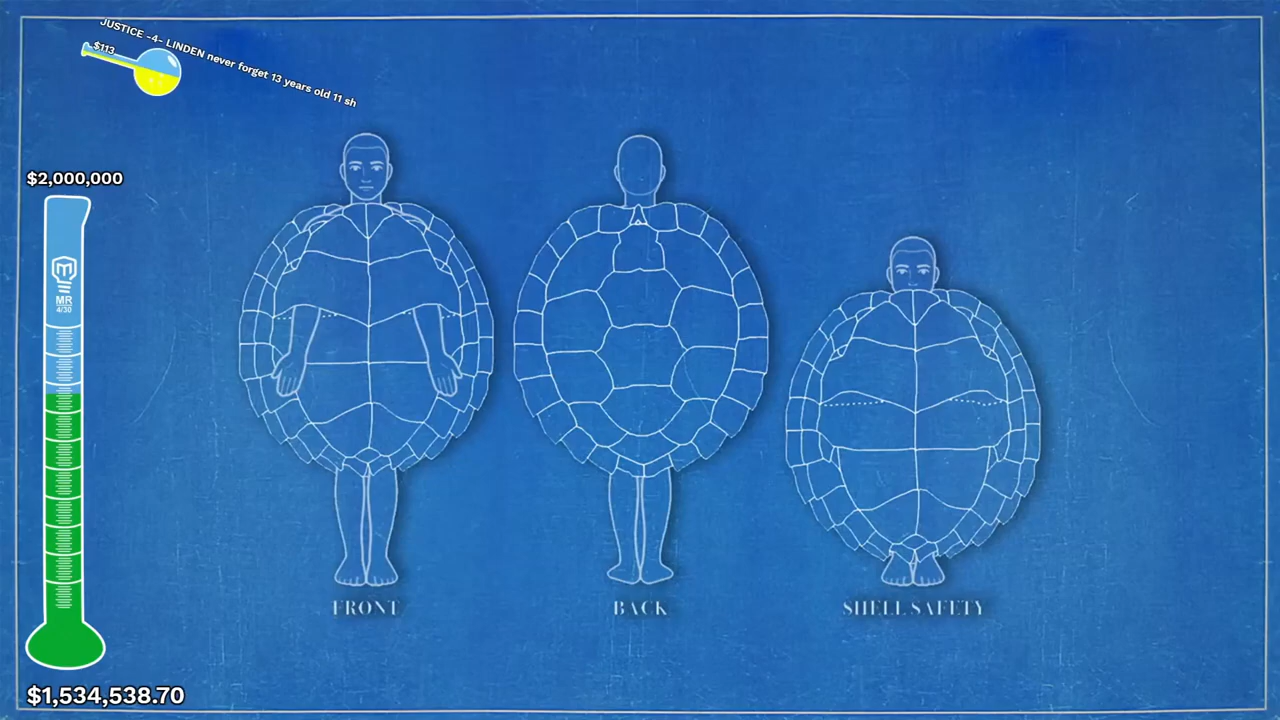 JUSTICE -4- LINDEN never forget 13 years old 11 sh
$113
$2,000,000
MR
4/30
FRONT
BACK
SHELL SAFETY
$1,534,538.70